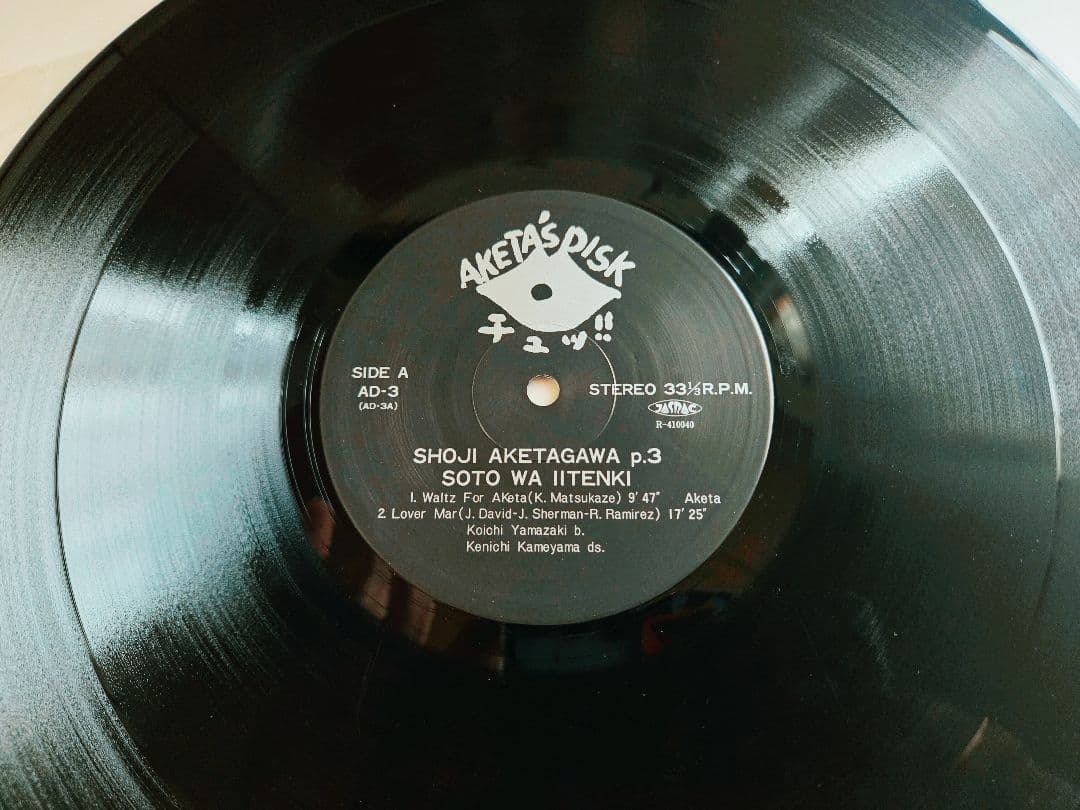 AKETA'S DISK
チュッ!!
SIDE A
AD-3
(AD-3A)
STEREO 33⅓R.P.M.
JASRAC
R-410040
SHOJI AKETAGAWA p.3
SOTO WA IITENKI
1. Waltz For AKeta(K. Matsukaze) 9'47" Aketa
2. Lover Mar(J. David-J. Sherman-R. Ramirez) 17'25"
Koichi Yamazaki b.
Kenichi Kameyama ds.